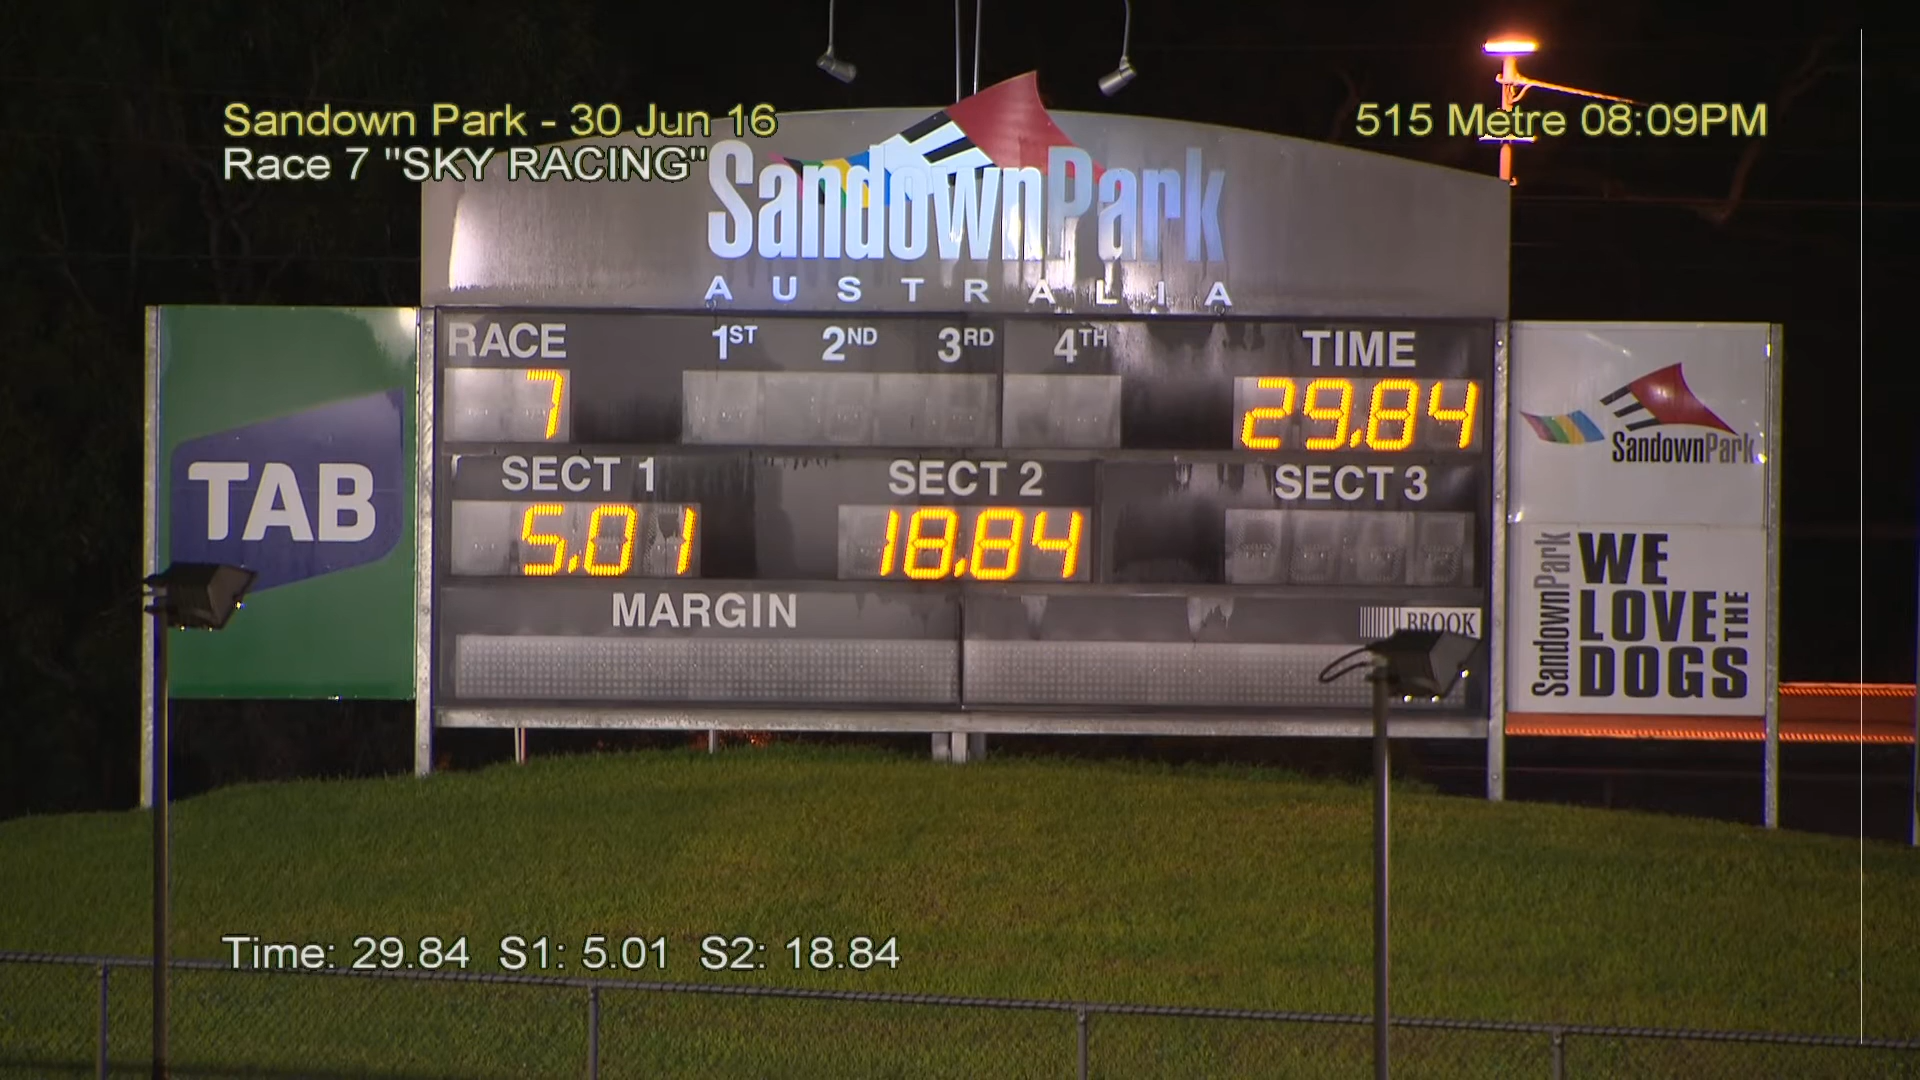 Sandown Park - 30 Jun 16
515 Metre 08:09PM
Race 7 "SKY RACING"
SandownPark
AUSTRALIA
RACE 1ST 2ND 3RD 4TH TIME
7 29.84
SECT 1 SECT 2 SECT 3
5.01 18.84
MARGIN
BROOK
TAB
SandownPark
SandownPark
WE
LOVE THE
DOGS
Time: 29.84 S1: 5.01 S2: 18.84